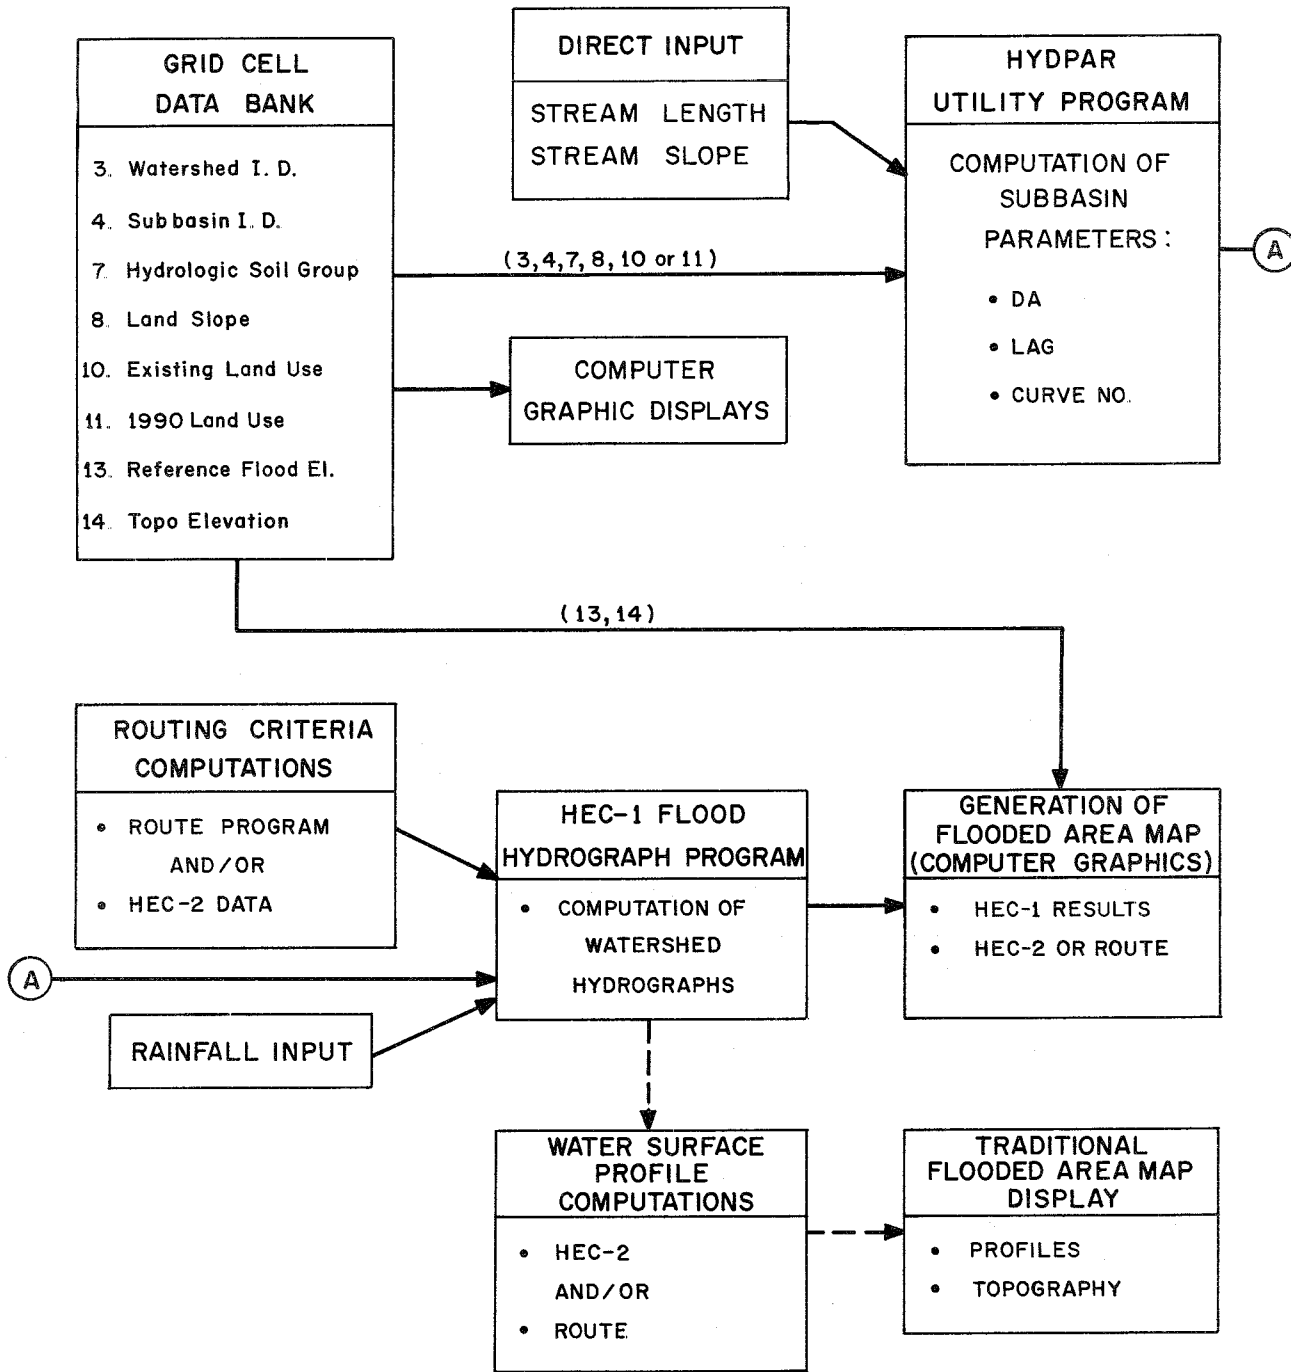 GRID CELL
DATA BANK
3. Watershed I. D.
4. Subbasin I. D.
7. Hydrologic Soil Group
8. Land Slope
10. Existing Land Use
11. 1990 Land Use
13. Reference Flood El.
14. Topo Elevation
DIRECT INPUT
STREAM LENGTH
STREAM SLOPE
HYDPAR
UTILITY PROGRAM
COMPUTATION OF
SUBBASIN
PARAMETERS:
• DA
• LAG
• CURVE NO.
A
(3,4,7, 8, 10 or 11)
COMPUTER
GRAPHIC DISPLAYS
(13, 14)
ROUTING CRITERIA
COMPUTATIONS
• ROUTE PROGRAM
AND/OR
• HEC-2 DATA
A
RAINFALL INPUT
HEC-1 FLOOD
HYDROGRAPH PROGRAM
• COMPUTATION OF
WATERSHED
HYDROGRAPHS
GENERATION OF
FLOODED AREA MAP
(COMPUTER GRAPHICS)
• HEC-1 RESULTS
• HEC-2 OR ROUTE
WATER SURFACE
PROFILE
COMPUTATIONS
• HEC-2
AND/OR
• ROUTE
TRADITIONAL
FLOODED AREA MAP
DISPLAY
• PROFILES
• TOPOGRAPHY